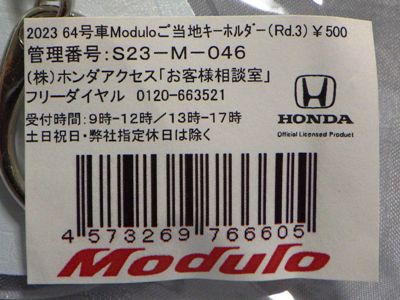 2023 64号車Moduloご当地ｷｰﾎﾙﾀﾞｰ(Rd.3)￥500
管理番号:S23-M-046
(株)ホンダアクセス「お客様相談室」
フリーダイヤル 0120-663521
受付時間:9時-12時/13時-17時
土日祝日・弊社指定休日は除く
HONDA
Official Licensed Product
4 573269 766605
Modulo